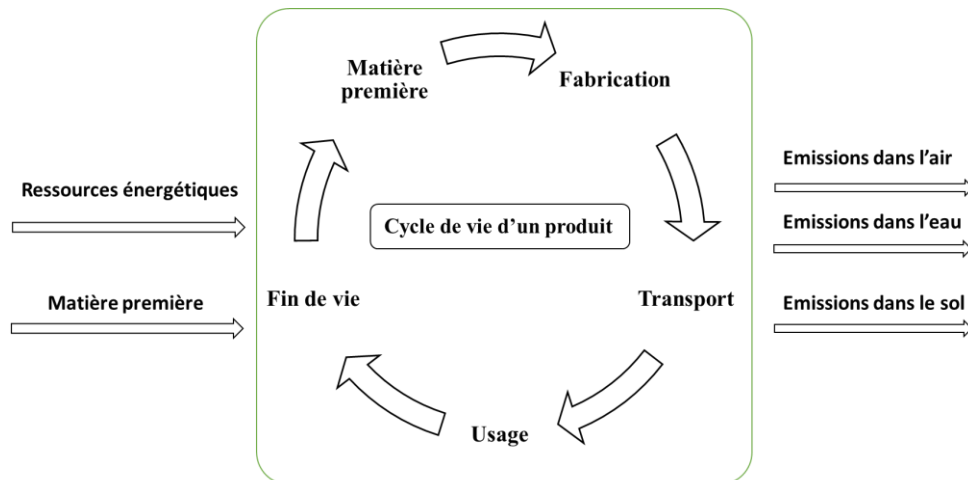 Matière
première
Fabrication
Emissions dans l’air
Ressources énergétiques
Emissions dans l’eau
Cycle de vie d’un produit
Matière première
Fin de vie
Transport
Emissions dans le sol
Usage